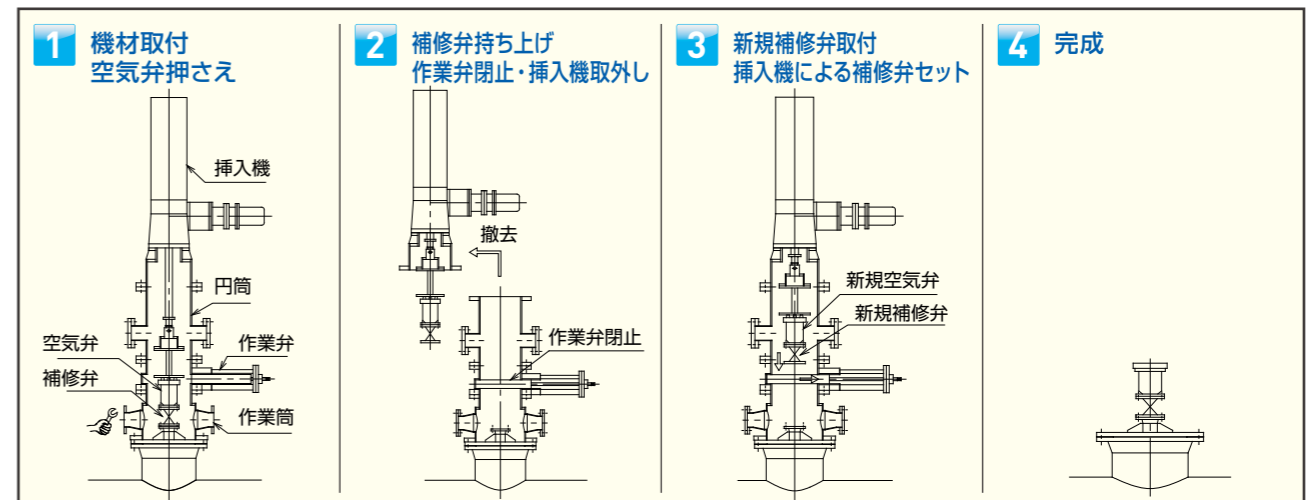 1 機材取付
空気弁押さえ
挿入機
円筒
空気弁
作業弁
補修弁
作業筒
2 補修弁持ち上げ
作業弁閉止・挿入機取外し
撤去
作業弁閉止
3 新規補修弁取付
挿入機による補修弁セット
新規空気弁
新規補修弁
4 完成